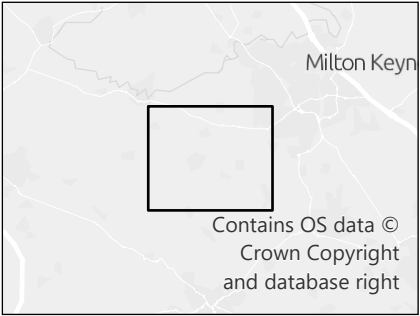 Milton Keyn
Contains OS data ©
Crown Copyright
and database right